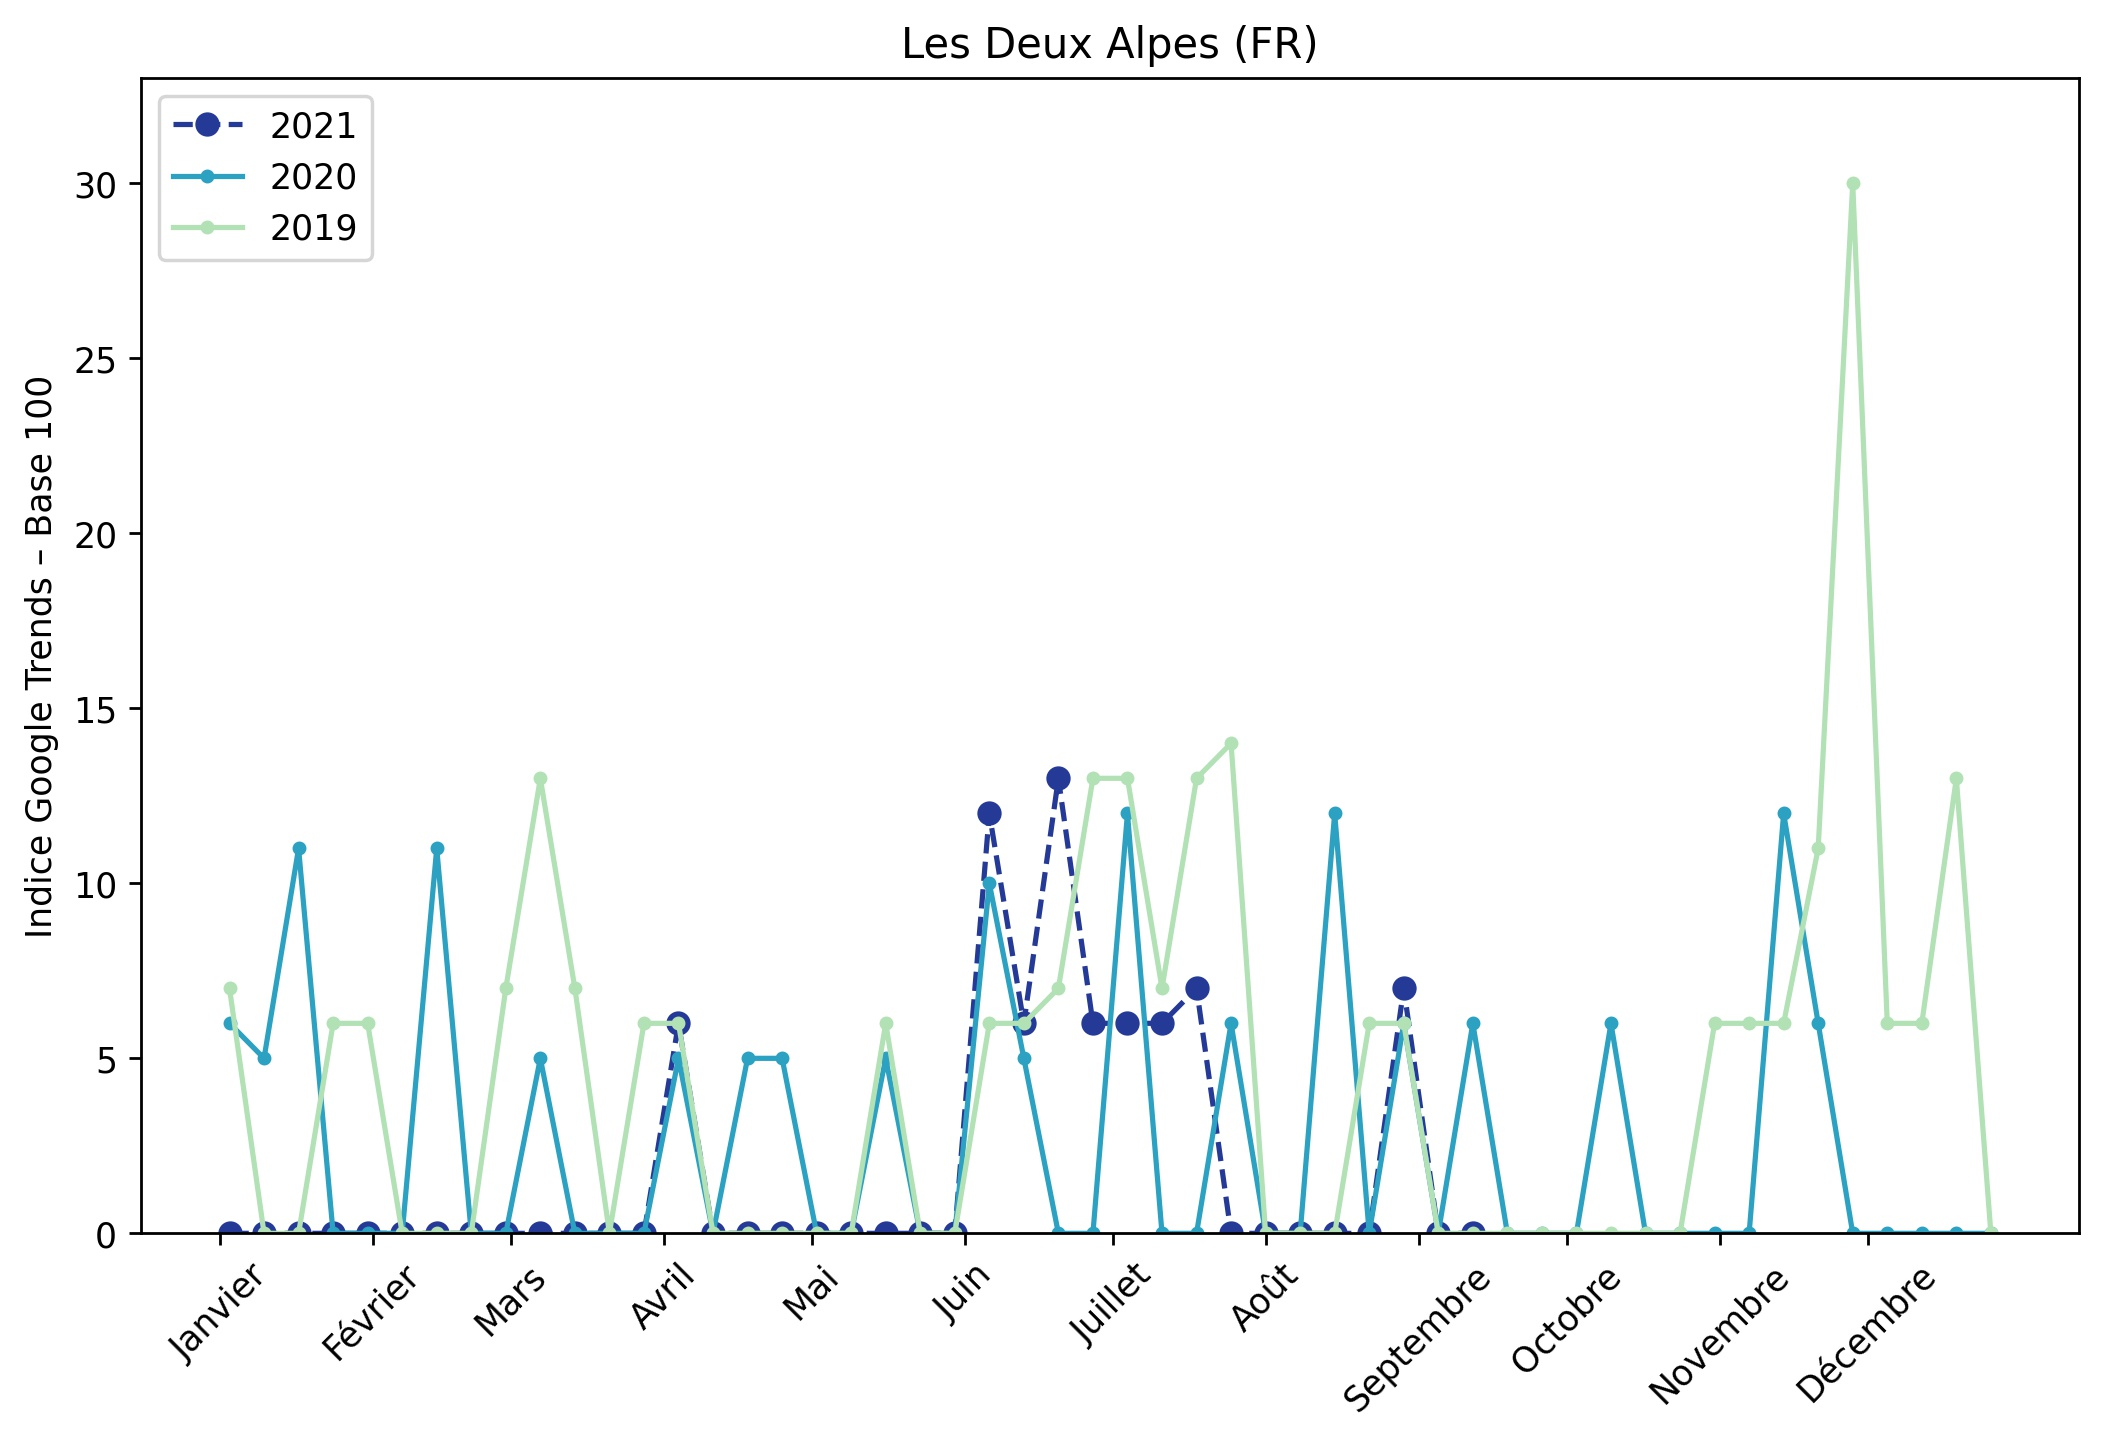 Les Deux Alpes (FR)
2021
2020
2019
Indice Google Trends – Base 100
30
25
20
15
10
5
0
Janvier
Février
Mars
Avril
Mai
Juin
Juillet
Août
Septembre
Octobre
Novembre
Décembre